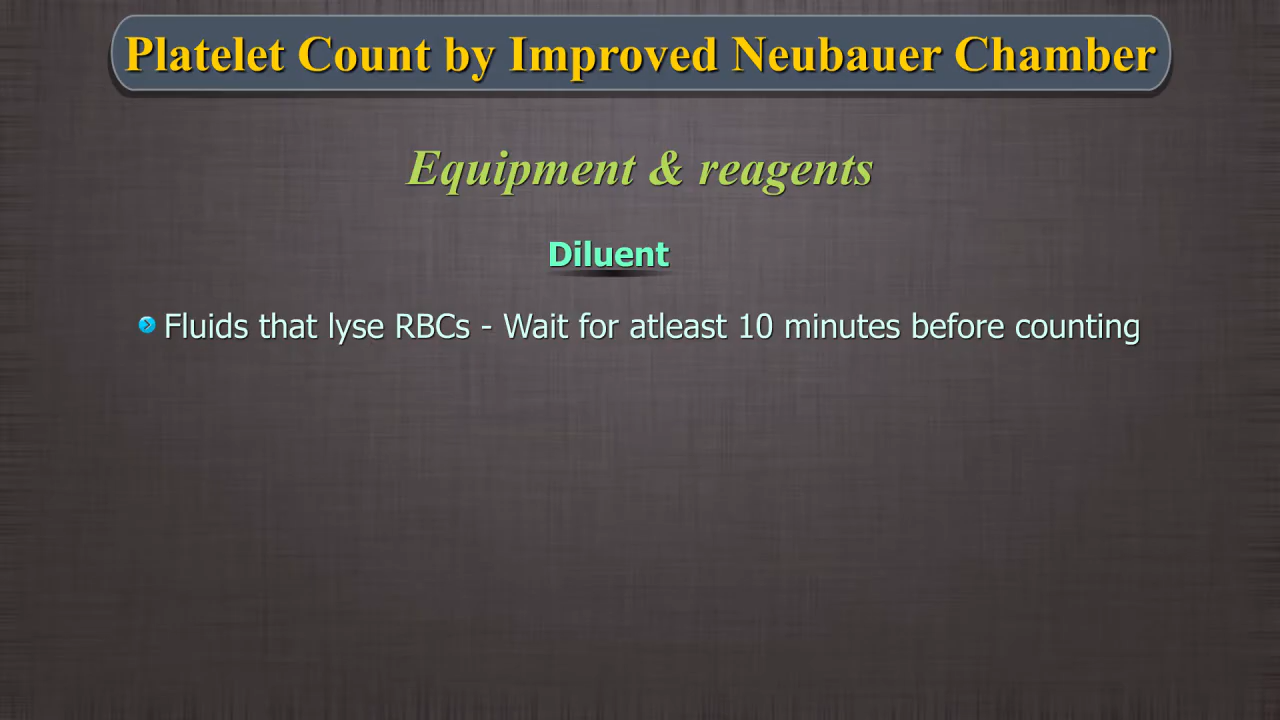 Platelet Count by Improved Neubauer Chamber
Equipment & reagents
Diluent
Fluids that lyse RBCs - Wait for atleast 10 minutes before counting